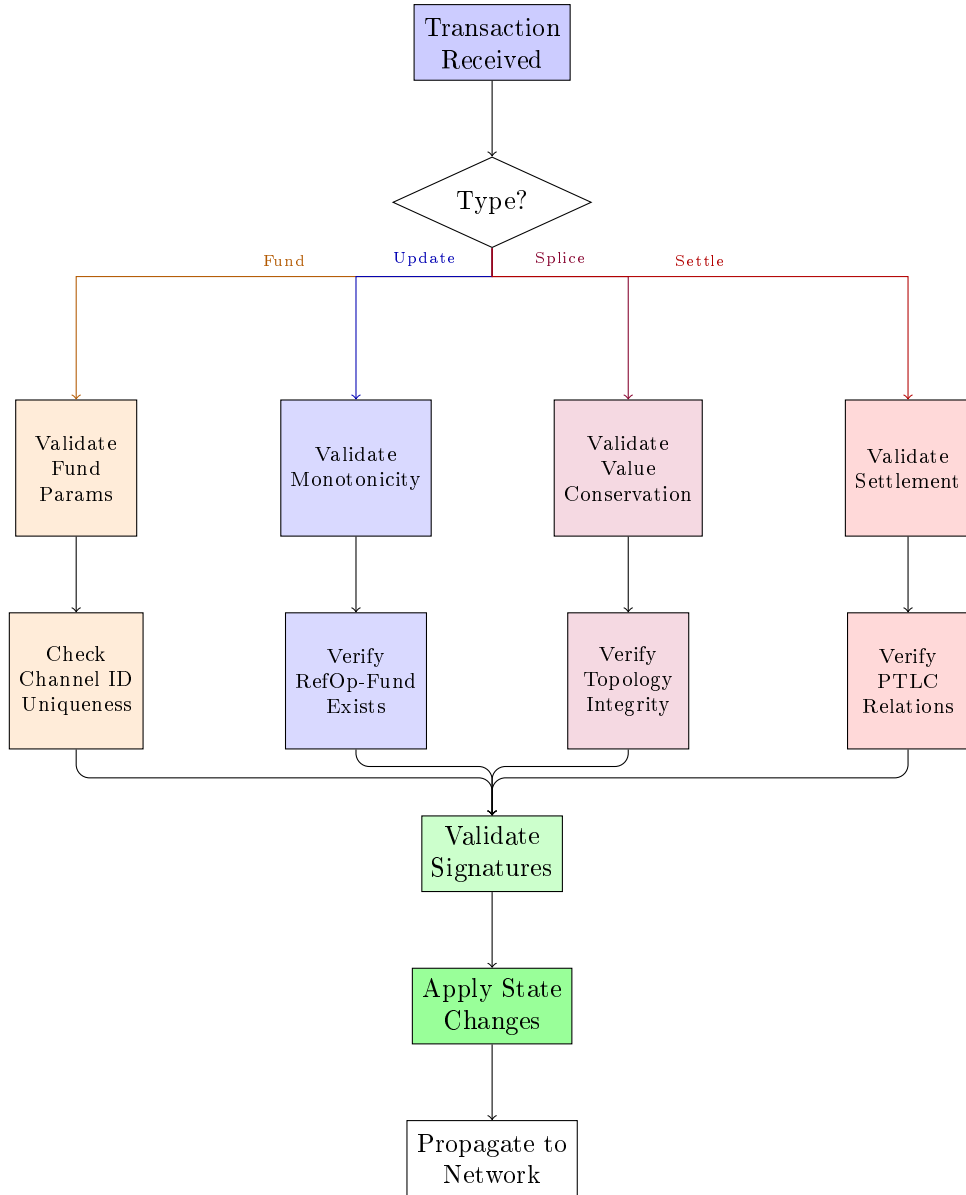 Transaction
Received
Type?
Fund
Update
Splice
Settle
Validate
Fund
Params
Validate
Monotonicity
Validate
Value
Conservation
Validate
Settlement
Check
Channel ID
Uniqueness
Verify
RefOp-Fund
Exists
Verify
Topology
Integrity
Verify
PTLC
Relations
Validate
Signatures
Apply State
Changes
Propagate to
Network